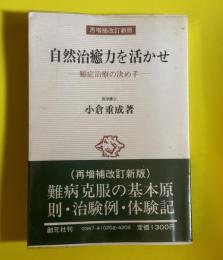 再増補改訂新版
自然治癒力を活かせ
―難症治療の決め手―
医学博士
小倉重成著
(再増補改訂新版)
難病克服の基本原
則・治験例・体験記
創元社刊 0347-410202-4202 定価1300円